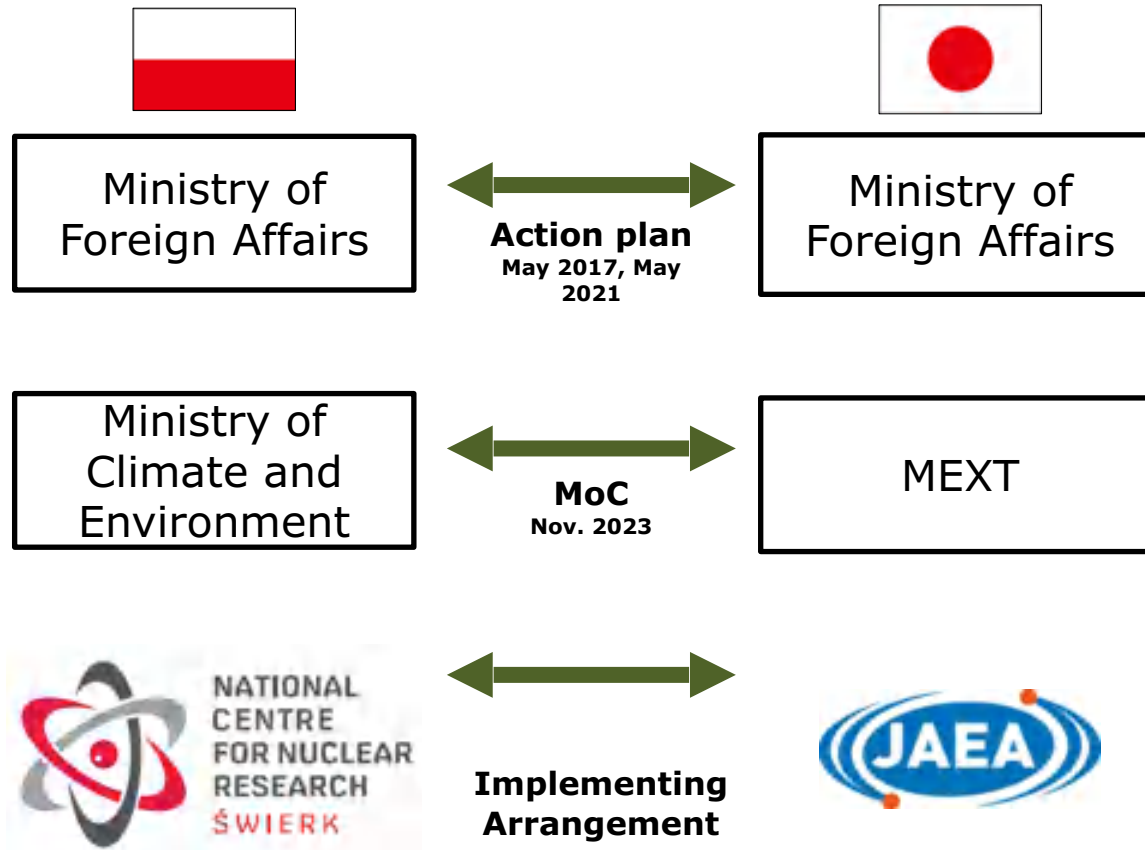 Ministry of
Foreign Affairs
Action plan
May 2017, May
2021
Ministry of
Foreign Affairs
Ministry of
Climate and
Environment
MoC
Nov. 2023
MEXT
NATIONAL
CENTRE
FOR NUCLEAR
RESEARCH
ŚWIERK
Implementing
Arrangement
JAEA